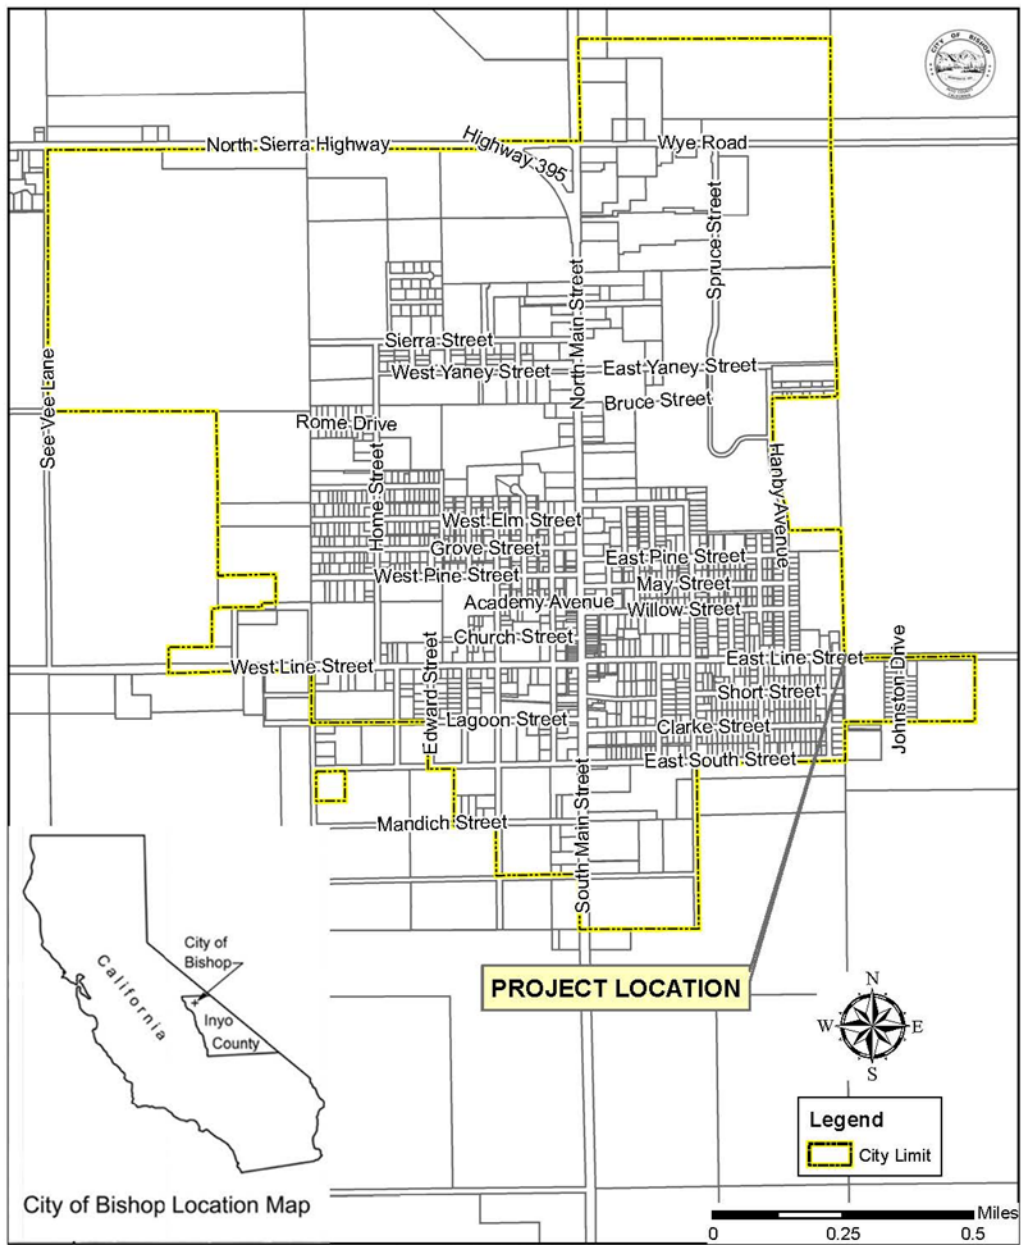 CITY OF BISHOP
North Sierra Highway
Highway 395
Wye Road
Spruce Street
North Main Street
Sierra Street
West Yaney Street
East Yaney Street
Bruce Street
See Vee Lane
Rome Drive
Home Street
Hanby Avenue
West Elm Street
Grove Street
East Pine Street
West Pine Street
May Street
Academy Avenue
Willow Street
Church Street
Edward Street
East Line Street
West Line Street
Johnston Drive
Short Street
Lagoon Street
Clarke Street
East South Street
South Main Street
Mandich Street
PROJECT LOCATION
California
City of
Bishop
Inyo
County
City of Bishop Location Map
N
W
E
S
Legend
City Limit
Miles
0
0.25
0.5